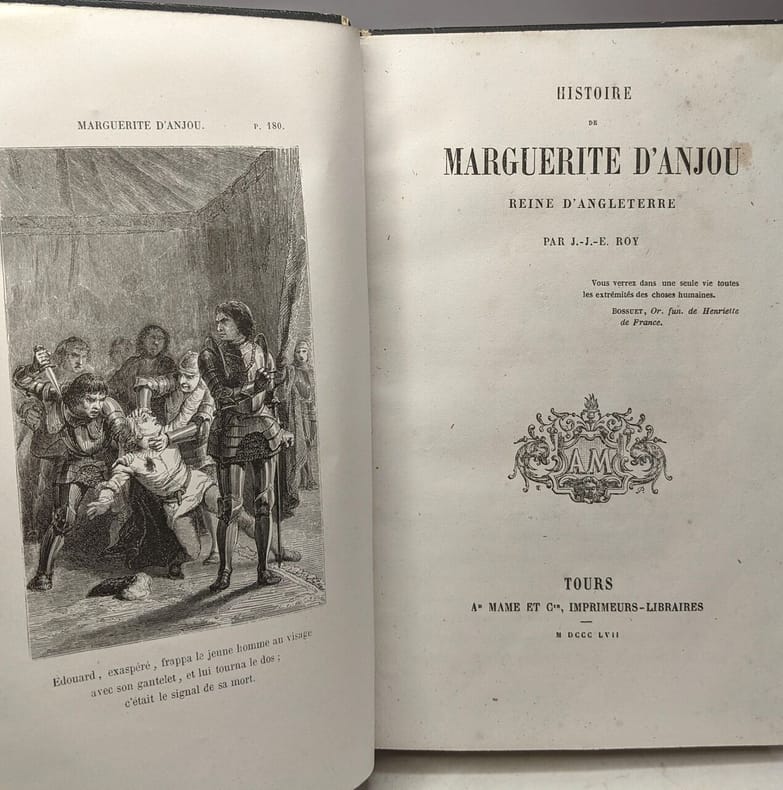 MARGUERITE D'ANJOU. P. 180.
Édouard, exaspéré, frappa le jeune homme au visage
avec son gantelet, et lui tourna le dos;
c'était le signal de sa mort.
HISTOIRE
DE
MARGUERITE D'ANJOU
REINE D'ANGLETERRE
PAR J.-J.-E. ROY
Vous verrez dans une seule vie toutes
les extrémités des choses humaines.
BOSSUET, Or. fun. de Henriette
de France.
AM
TOURS
Ad MAME ET Cie, IMPRIMEURS-LIBRAIRES
M DCCC LVII